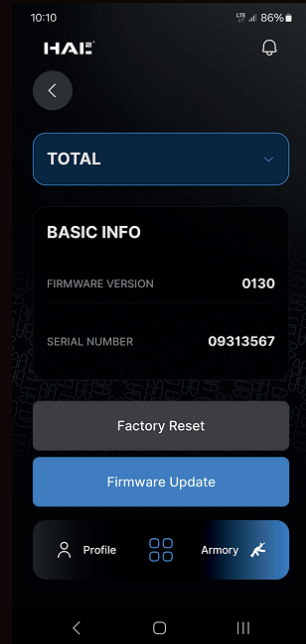 10:10 LTE 86%
HAE
TOTAL
BASIC INFO
FIRMWARE VERSION 0130
SERIAL NUMBER 09313567
Factory Reset
Firmware Update
Profile Armory